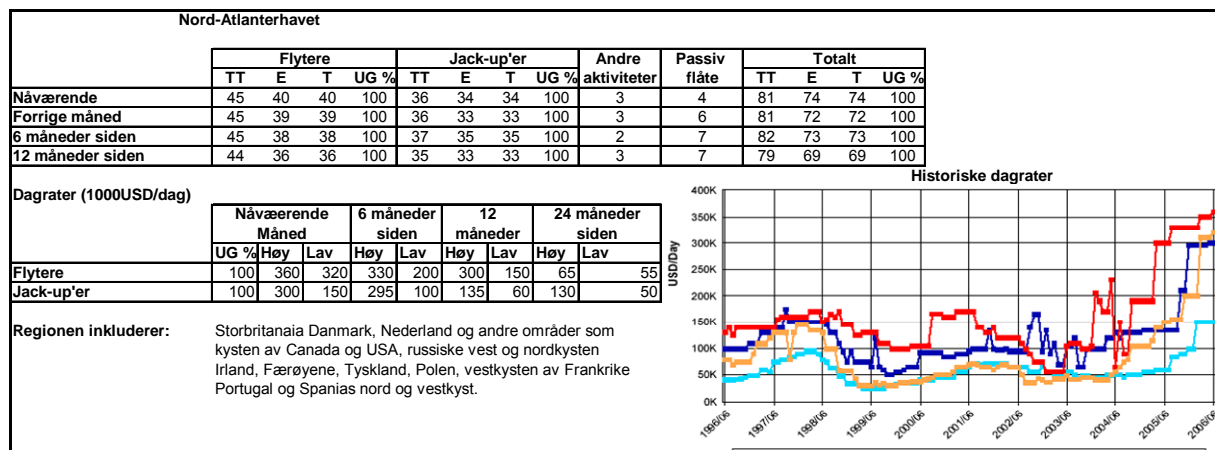 Nord-Atlanterhavet
Flytere Jack-up'er Andre Passiv Totalt
TT E T UG % TT E T UG % aktiviteter flåte TT E T UG %
Nåværende 45 40 40 100 36 34 34 100 3 4 81 74 74 100
Forrige måned 45 39 39 100 36 33 33 100 3 6 81 72 72 100
6 måneder siden 45 38 38 100 37 35 35 100 2 7 82 73 73 100
12 måneder siden 44 36 36 100 35 33 33 100 3 7 79 69 69 100
Dagrater (1000USD/dag)
Nåværende 6 måneder 12 24 måneder
Måned siden måneder siden
UG % Høy Lav Høy Lav Høy Lav Høy Lav
Flytere 100 360 320 330 200 300 150 65 55
Jack-up'er 100 300 150 295 100 135 60 130 50
Regionen inkluderer: Storbritanaia Danmark, Nederland og andre områder som
kysten av Canada og USA, russiske vest og nordkysten
Irland, Færøyene, Tyskland, Polen, vestkysten av Frankrike
Portugal og Spanias nord og vestkyst.
Historiske dagrater
400K
350K
300K
250K
200K
150K
100K
50K
0K
USD/Day
1996/06 1997/06 1998/06 1999/06 2000/06 2001/06 2002/06 2003/06 2004/06 2005/06 2006/06